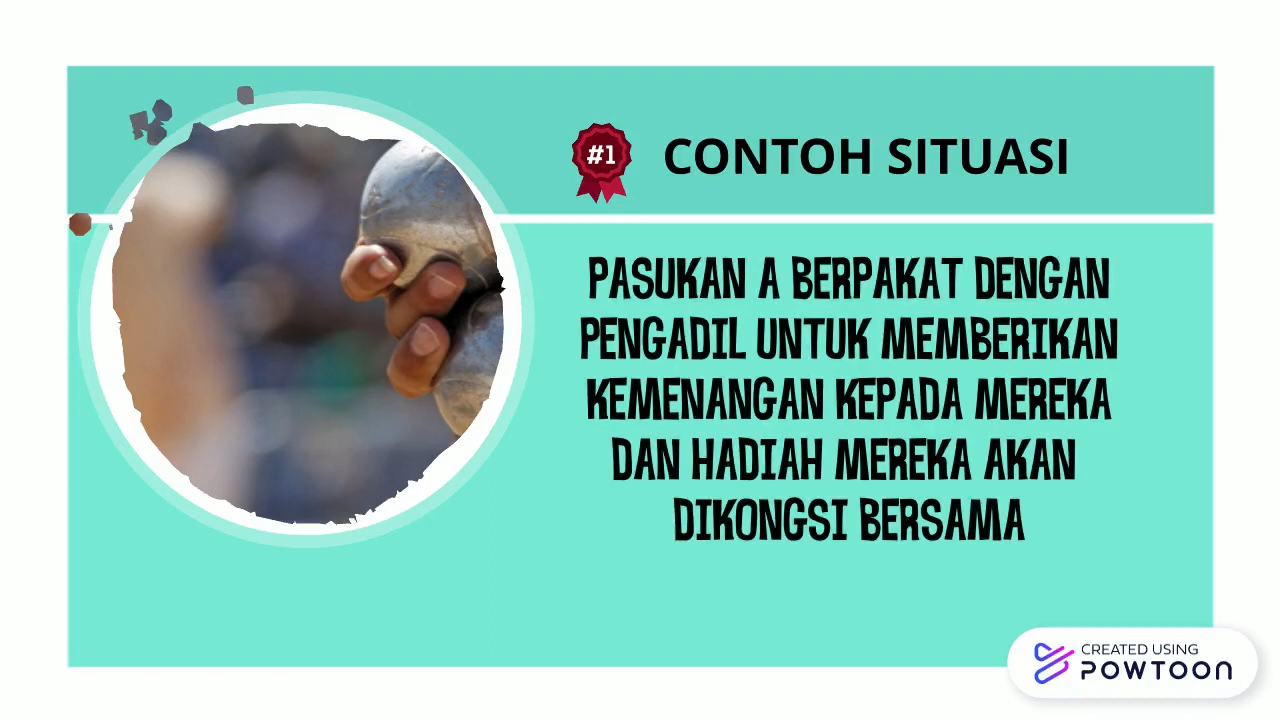 #1
CONTOH SITUASI
PASUKAN A BERPAKAT DENGAN
PENGADIL UNTUK MEMBERIKAN
KEMENANGAN KEPADA MEREKA
DAN HADIAH MEREKA AKAN
DIKONGSI BERSAMA
CREATED USING
POWTOON